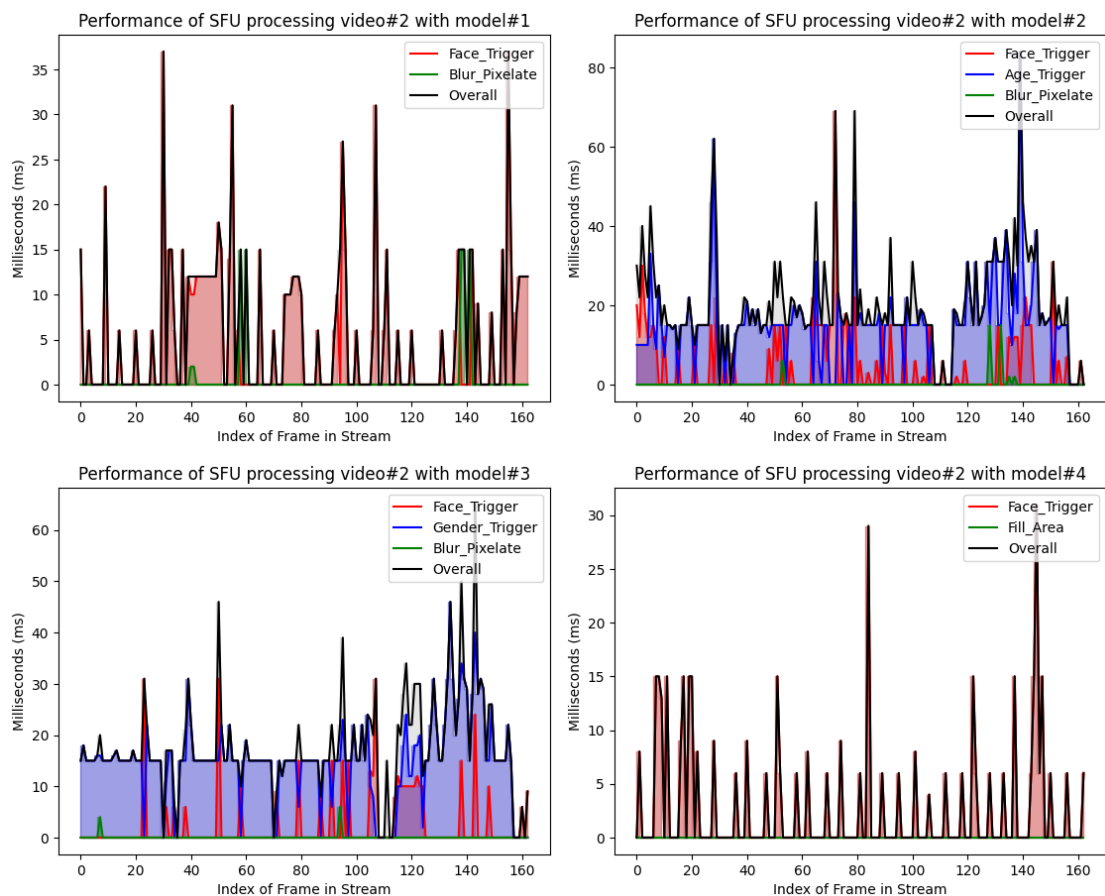 Performance of SFU processing video#2 with model#1
Milliseconds (ms)
35
30
25
20
15
10
5
0
Face_Trigger
Blur_Pixelate
Overall
0 20 40 60 80 100 120 140 160
Index of Frame in Stream
Performance of SFU processing video#2 with model#2
Milliseconds (ms)
80
60
40
20
0
Face_Trigger
Age_Trigger
Blur_Pixelate
Overall
0 20 40 60 80 100 120 140 160
Index of Frame in Stream
Performance of SFU processing video#2 with model#3
Milliseconds (ms)
60
50
40
30
20
10
0
Face_Trigger
Gender_Trigger
Blur_Pixelate
Overall
0 20 40 60 80 100 120 140 160
Index of Frame in Stream
Performance of SFU processing video#2 with model#4
Milliseconds (ms)
30
25
20
15
10
5
0
Face_Trigger
Fill_Area
Overall
0 20 40 60 80 100 120 140 160
Index of Frame in Stream